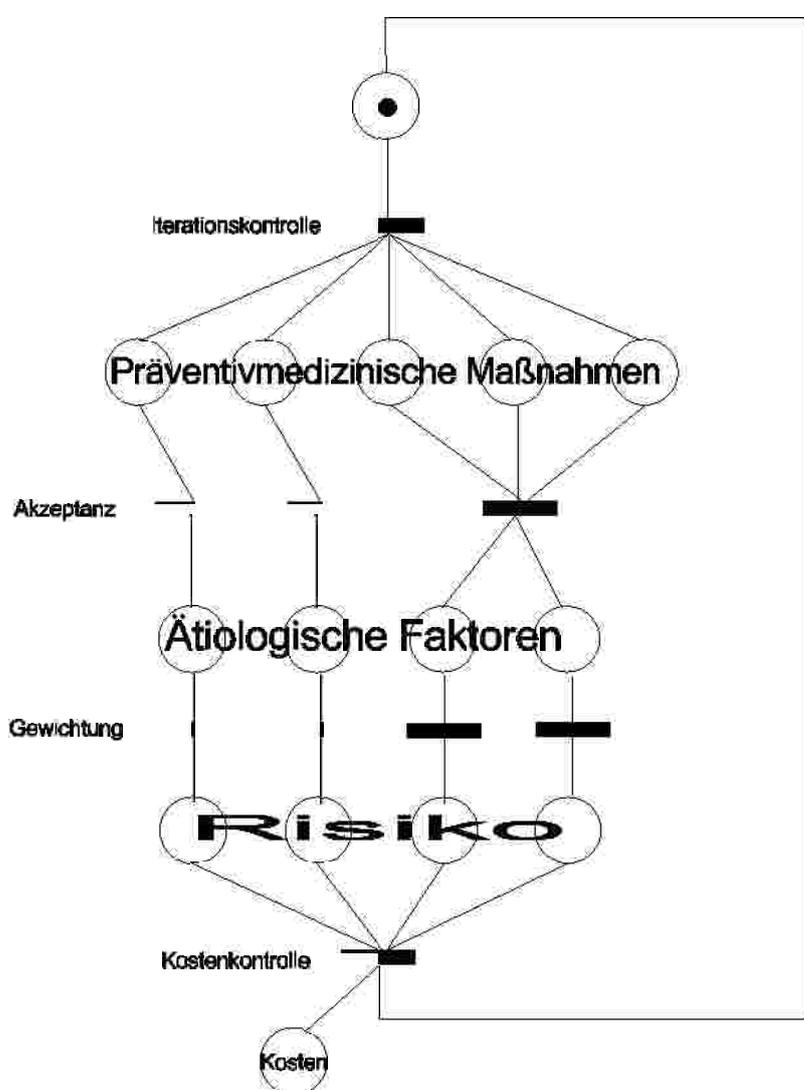 Iterationskontrolle
Präventivmedizinische Maßnahmen
Akzeptanz
Ätiologische Faktoren
Gewichtung
Risiko
Kostenkontrolle
Kosten